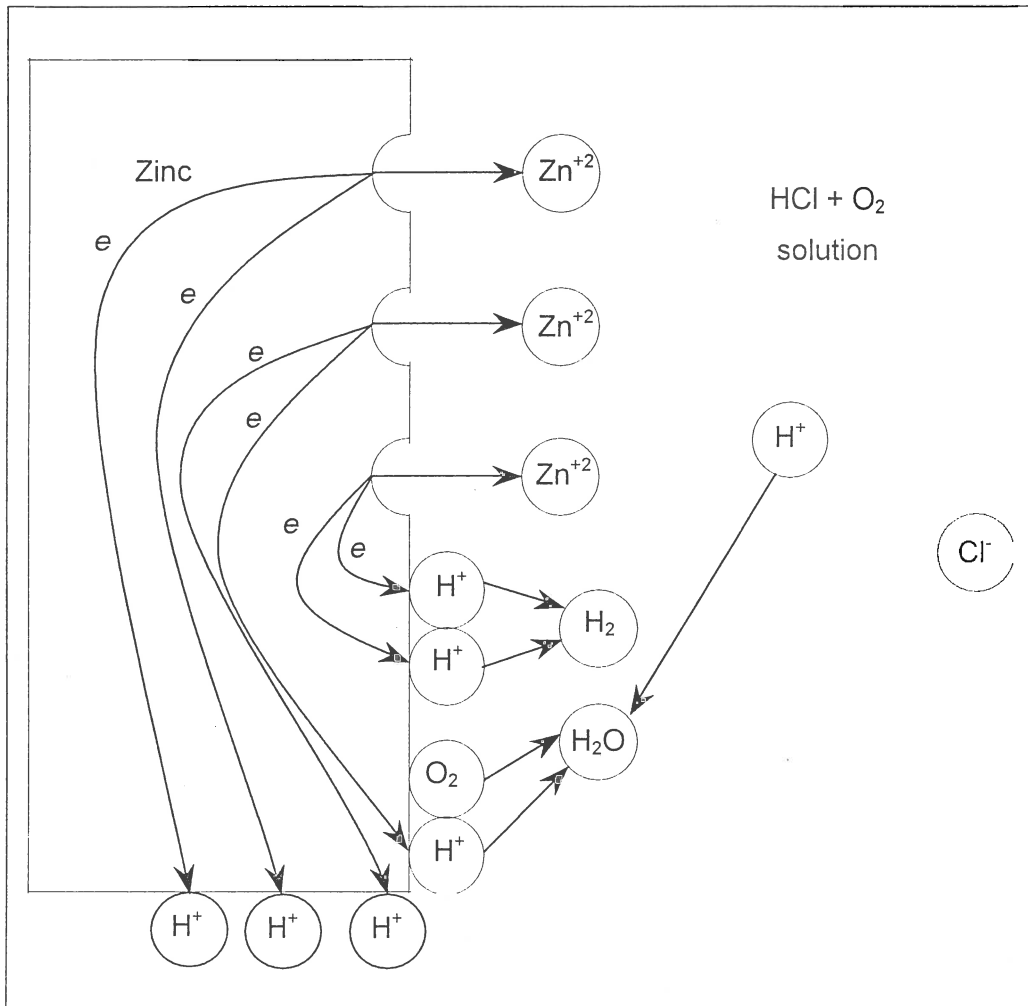 Zinc
Zn+2
HCl + O2
solution
e
e
Zn+2
e
e
H+
Zn+2
e
e
Cl-
H+
H2
H+
H2O
O2
H+
H+
H+
H+